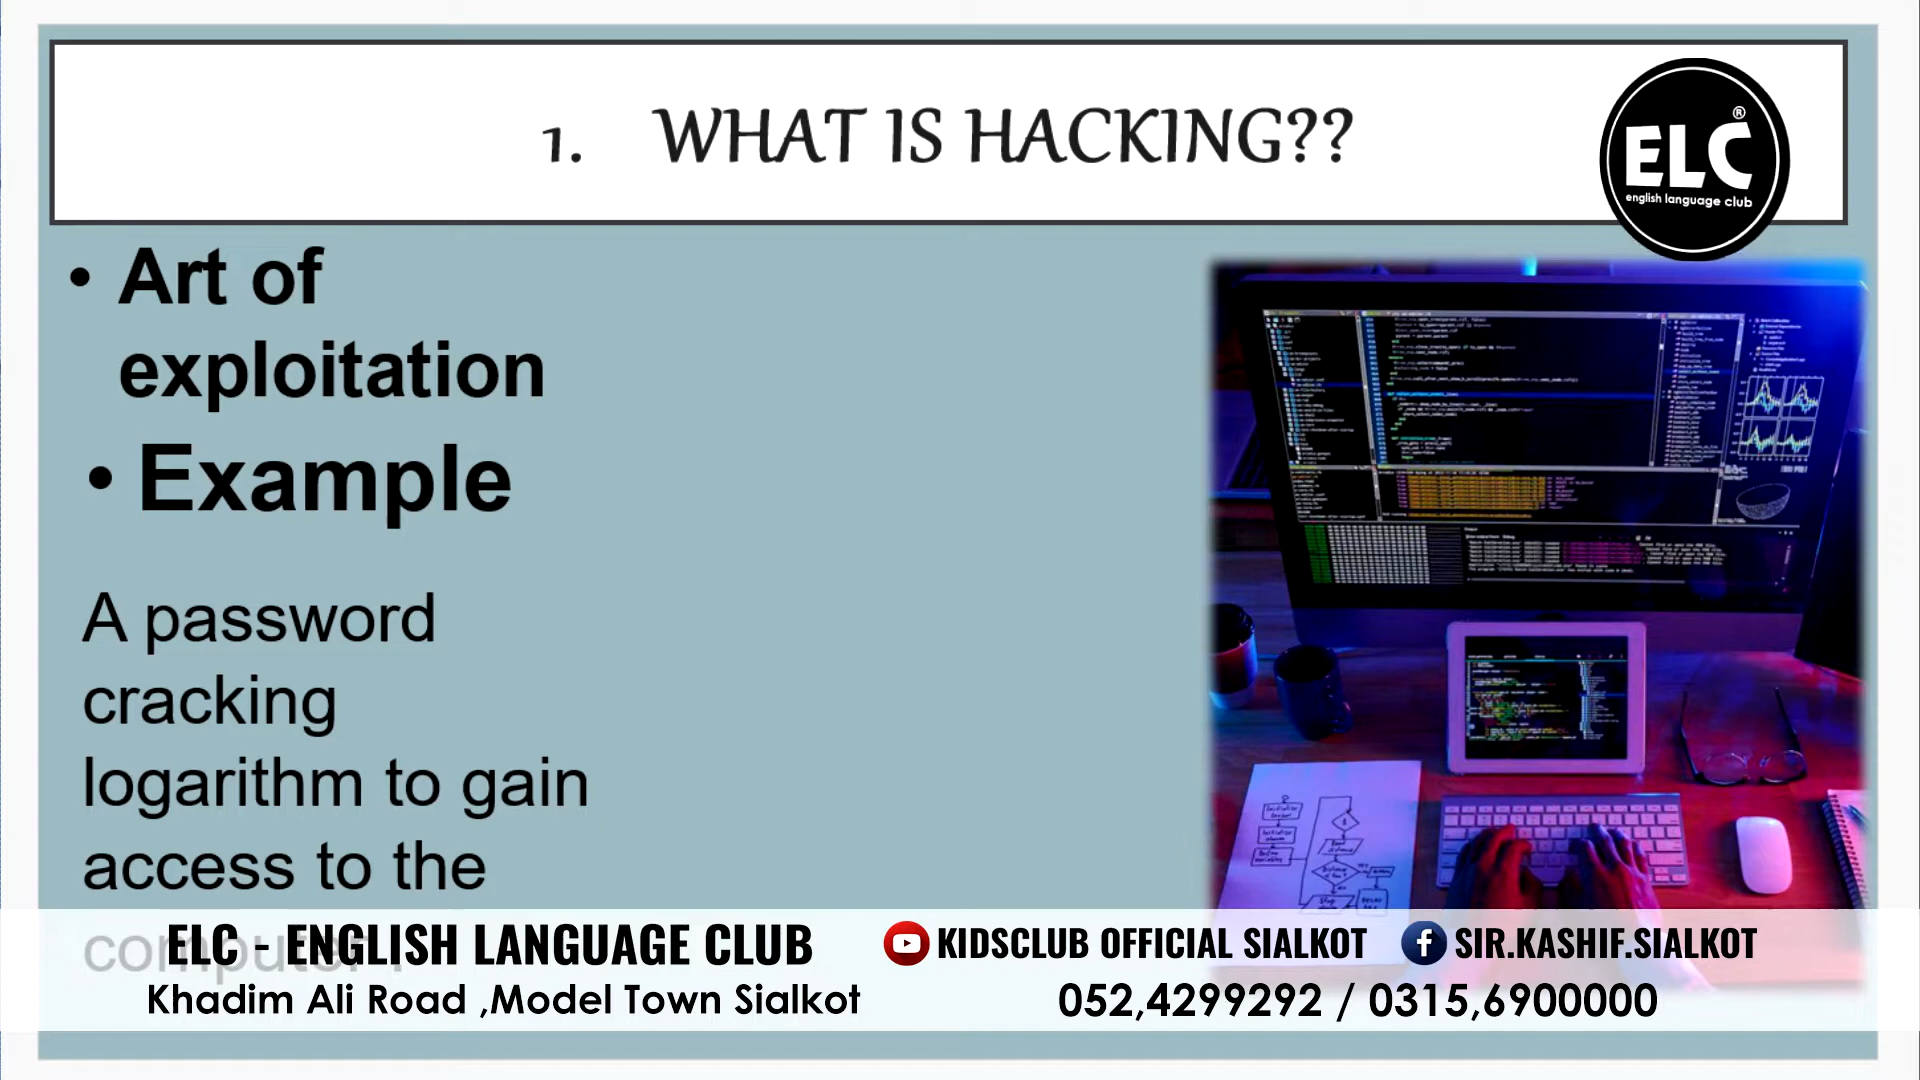 1. WHAT IS HACKING??
ELC®
english language club
• Art of
exploitation
• Example
A password
cracking
logarithm to gain
access to the
computer .
ELC - ENGLISH LANGUAGE CLUB
KIDSCLUB OFFICIAL SIALKOT
SIR.KASHIF.SIALKOT
Khadim Ali Road ,Model Town Sialkot
052,4299292 / 0315,6900000